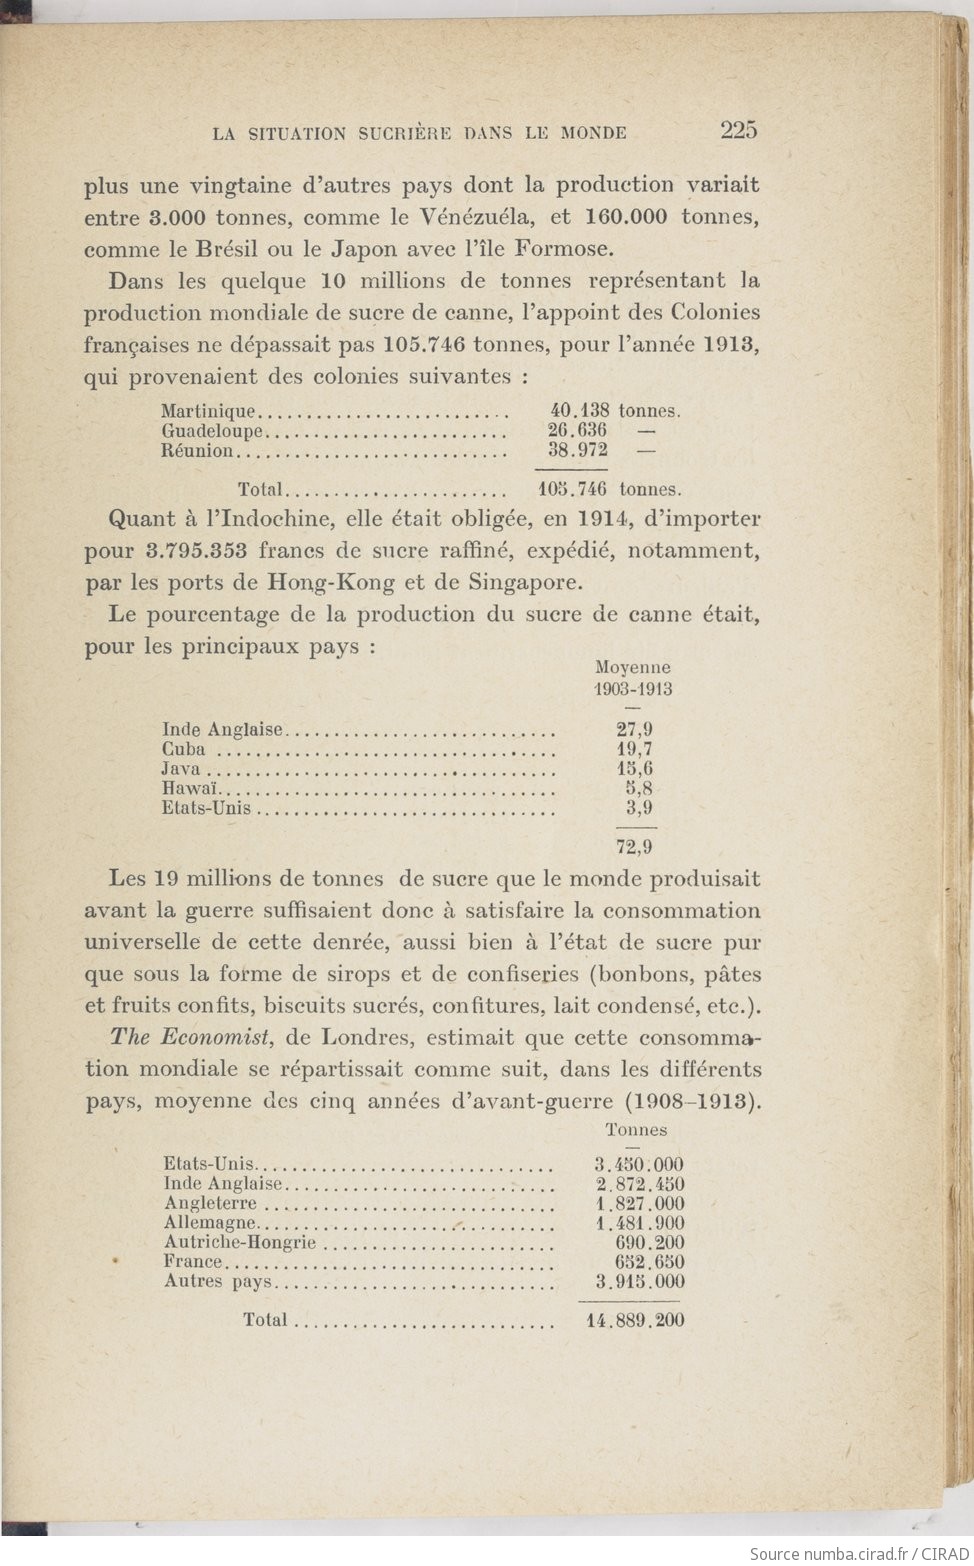 LA SITUATION SUCRIÈRE DANS LE MONDE 225
plus une vingtaine d'autres pays dont la production variait
entre 3.000 tonnes, comme le Vénézuéla, et 160.000 tonnes,
comme le Brésil ou le Japon avec l'île Formose.
Dans les quelque 10 millions de tonnes représentant la
production mondiale de sucre de canne, l'appoint des Colonies
françaises ne dépassait pas 105.746 tonnes, pour l'année 1913,
qui provenaient des colonies suivantes :
Martinique.......................... 40.138 tonnes.
Guadeloupe......................... 26.636 —
Réunion............................ 38.972 —
Total....................... 105.746 tonnes.
Quant à l'Indochine, elle était obligée, en 1914, d'importer
pour 3.795.353 francs de sucre raffiné, expédié, notamment,
par les ports de Hong-Kong et de Singapore.
Le pourcentage de la production du sucre de canne était,
pour les principaux pays :
Moyenne
1903-1913
—
Inde Anglaise............................ 27,9
Cuba ................................... 19,7
Java .................................... 15,6
Hawaï................................... 5,8
Etats-Unis ............................... 3,9
72,9
Les 19 millions de tonnes de sucre que le monde produisait
avant la guerre suffisaient donc à satisfaire la consommation
universelle de cette denrée, aussi bien à l'état de sucre pur
que sous la forme de sirops et de confiseries (bonbons, pâtes
et fruits confits, biscuits sucrés, confitures, lait condensé, etc.).
The Economist, de Londres, estimait que cette consomma-
tion mondiale se répartissait comme suit, dans les différents
pays, moyenne des cinq années d'avant-guerre (1908-1913).
Tonnes
—
Etats-Unis............................... 3.450.000
Inde Anglaise............................ 2.872.450
Angleterre .............................. 1.827.000
Allemagne............................... 1.481.900
Autriche-Hongrie ........................ 690.200
France.................................. 652.650
Autres pays............................. 3.915.000
Total ........................... 14.889.200
Source numba.cirad.fr / CIRAD